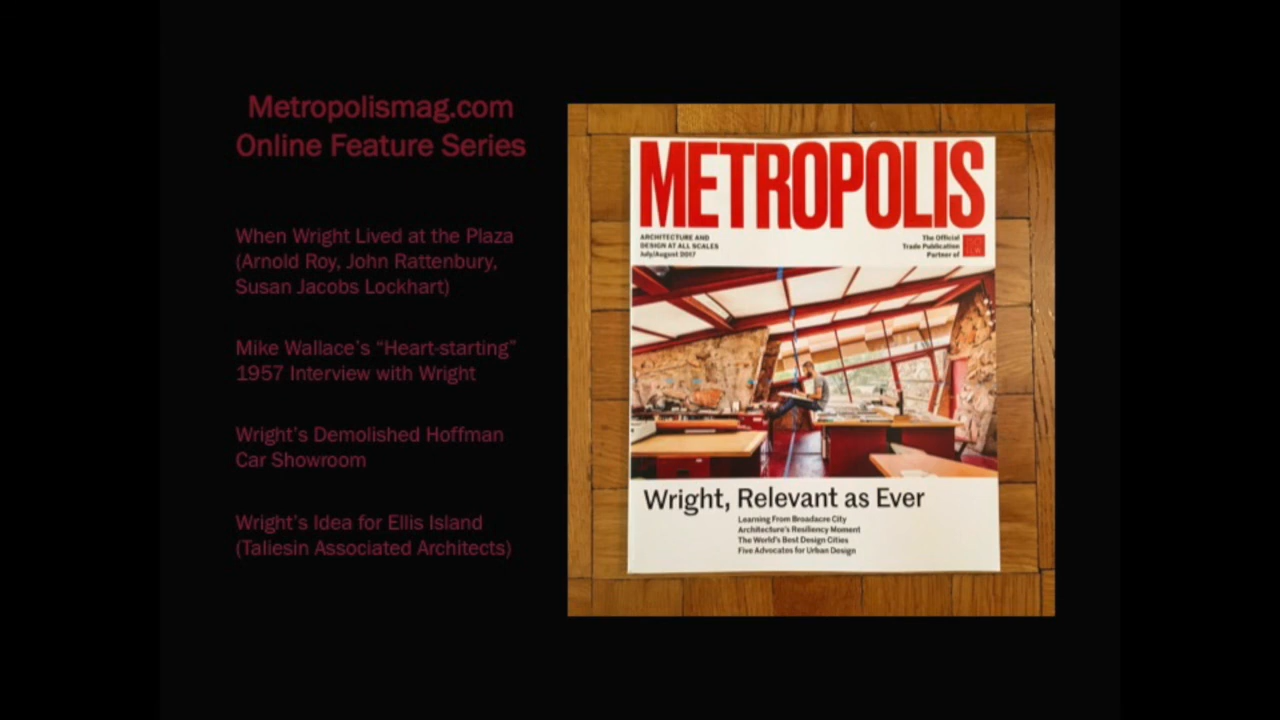 Metropolismag.com
Online Feature Series
When Wright Lived at the Plaza
(Arnold Roy, John Rattenbury,
Susan Jacobs Lockhart)
Mike Wallace's “Heart-starting”
1957 Interview with Wright
Wright's Demolished Hoffman
Car Showroom
Wright's Idea for Ellis Island
(Taliesin Associated Architects)
METROPOLIS
ARCHITECTURE AND
DESIGN AT ALL SCALES
July/August 2017
The Official
Trade Publication
Partner of
Wright, Relevant as Ever
Learning From Broadacre City
Architecture's Resiliency Moment
The World's Best Design Cities
Five Advocates for Urban Design